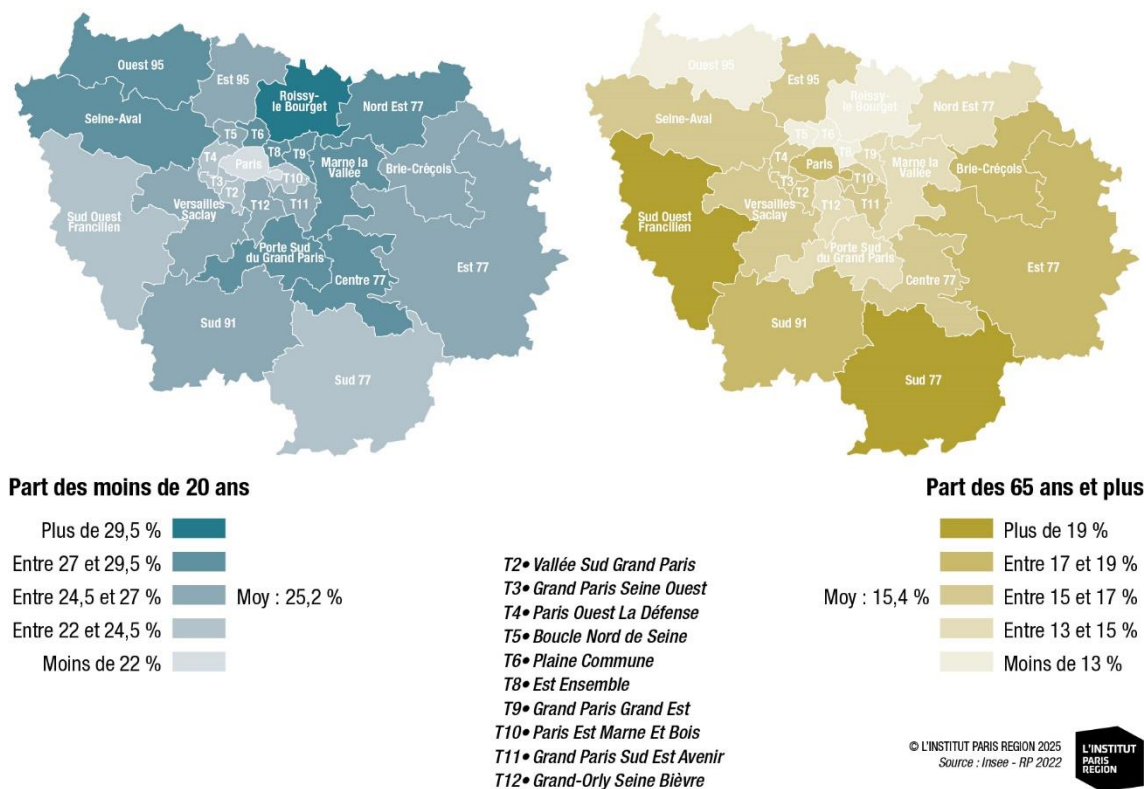 Ouest 95
Est 95
Roissy-
le Bourget
Nord Est 77
Seine-Aval
T5
T6
T4
Paris
T8
T9
Marne la
Vallée
Brie-Créçois
T3
T2
T10
Versailles
Saclay
T12
T11
Sud Ouest
Francilien
Porte Sud
du Grand Paris
Est 77
Centre 77
Sud 91
Sud 77
Ouest 95
Est 95
Roissy-
le Bourget
Nord Est 77
Seine-Aval
T5
T6
T4
Paris
T8
T9
Marne la
Vallée
Brie-Créçois
T3
T2
T10
Versailles
Saclay
T12
T11
Sud Ouest
Francilien
Porte Sud
du Grand Paris
Est 77
Centre 77
Sud 91
Sud 77
Part des moins de 20 ans
Plus de 29,5 %
Entre 27 et 29,5 %
Entre 24,5 et 27 %
Moy : 25,2 %
Entre 22 et 24,5 %
Moins de 22 %
T2• Vallée Sud Grand Paris
T3• Grand Paris Seine Ouest
T4• Paris Ouest La Défense
T5• Boucle Nord de Seine
T6• Plaine Commune
T8• Est Ensemble
T9• Grand Paris Grand Est
T10• Paris Est Marne Et Bois
T11• Grand Paris Sud Est Avenir
T12• Grand-Orly Seine Bièvre
Part des 65 ans et plus
Plus de 19 %
Entre 17 et 19 %
Moy : 15,4 %
Entre 15 et 17 %
Entre 13 et 15 %
Moins de 13 %
© L'INSTITUT PARIS REGION 2025
Source : Insee - RP 2022
L'INSTITUT
PARIS
REGION